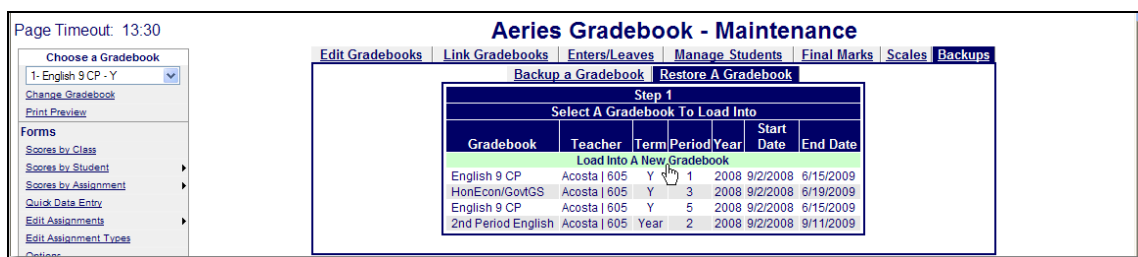 Page Timeout: 13:30
Aeries Gradebook - Maintenance
Choose a Gradebook
1- English 9 CP - Y
Change Gradebook
Print Preview
Forms
Scores by Class
Scores by Student
Scores by Assignment
Quick Data Entry
Edit Assignments
Edit Assignment Types
Options
Edit Gradebooks Link Gradebooks Enters/Leaves Manage Students Final Marks Scales Backups
Backup a Gradebook Restore A Gradebook
Step 1
Select A Gradebook To Load Into
Gradebook Teacher Term Period Year Start Date End Date
Load Into A New Gradebook
English 9 CP Acosta | 605 Y 1 2008 9/2/2008 6/15/2009
HonEcon/GovtGS Acosta | 605 Y 3 2008 9/2/2008 6/19/2009
English 9 CP Acosta | 605 Y 5 2008 9/2/2008 6/15/2009
2nd Period English Acosta | 605 Year 2 2008 9/2/2008 9/11/2009